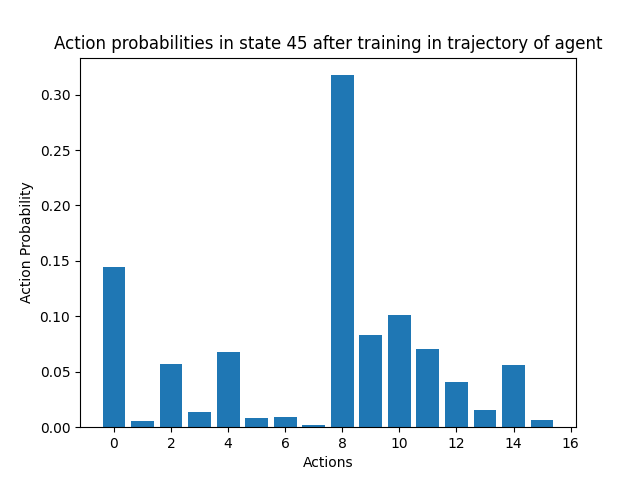 Action probabilities in state 45 after training in trajectory of agent
0.30
0.25
0.20
0.15
0.10
0.05
0.00
Action Probability
0 2 4 6 8 10 12 14 16
Actions